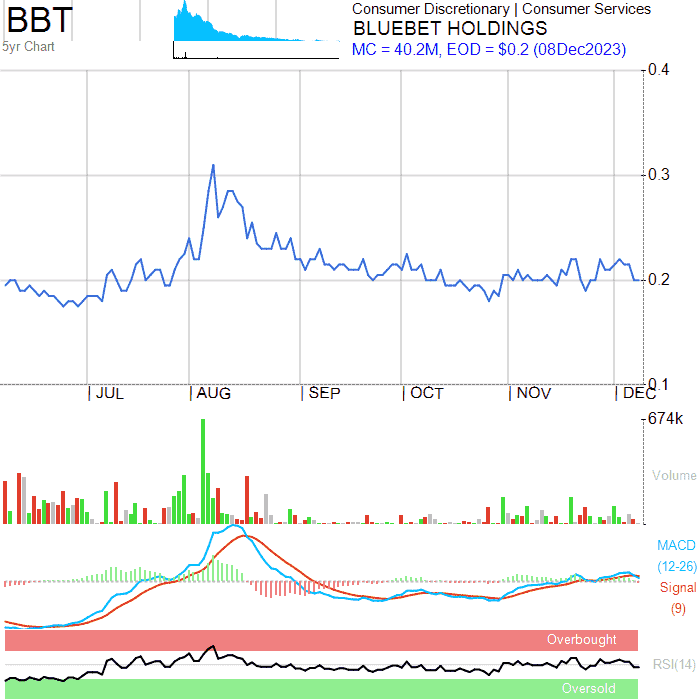 BBT
5yr Chart
Consumer Discretionary | Consumer Services
BLUEBET HOLDINGS
MC = 40.2M, EOD = $0.2 (08Dec2023)
0.4
0.3
0.2
0.1
JUL AUG SEP OCT NOV DEC
674k
Volume
MACD
(12-26)
Signal
(9)
Overbought
RSI(14)
Oversold